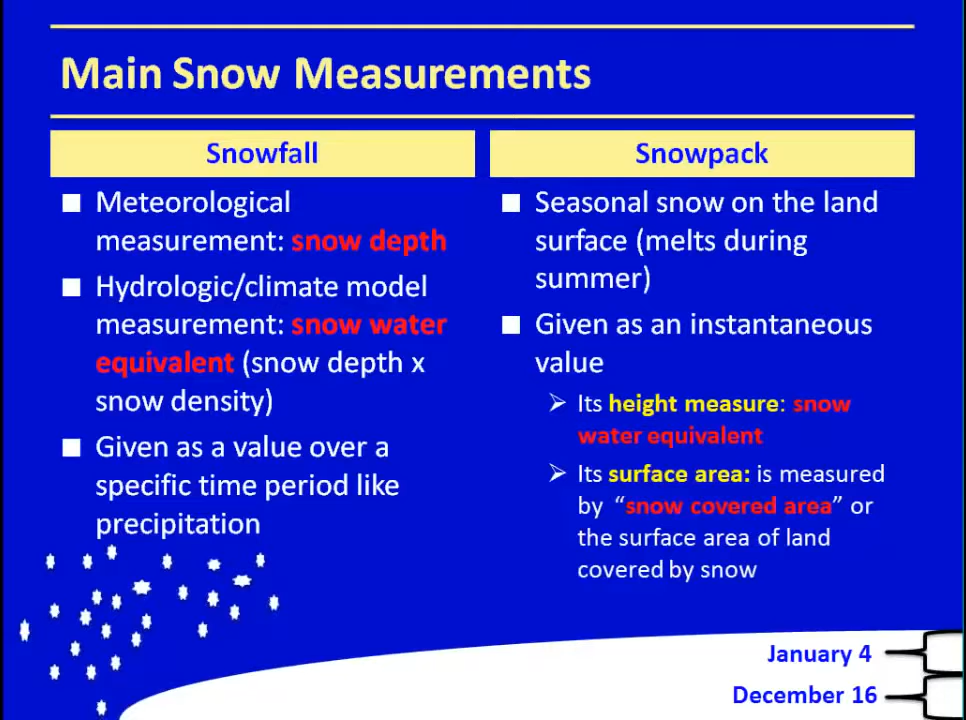 Main Snow Measurements
Snowfall
Meteorological
measurement: snow depth
Hydrologic/climate model
measurement: snow water
equivalent (snow depth x
snow density)
Given as a value over a
specific time period like
precipitation
Snowpack
Seasonal snow on the land
surface (melts during
summer)
Given as an instantaneous
value
Its height measure: snow
water equivalent
Its surface area: is measured
by “snow covered area” or
the surface area of land
covered by snow
January 4
December 16